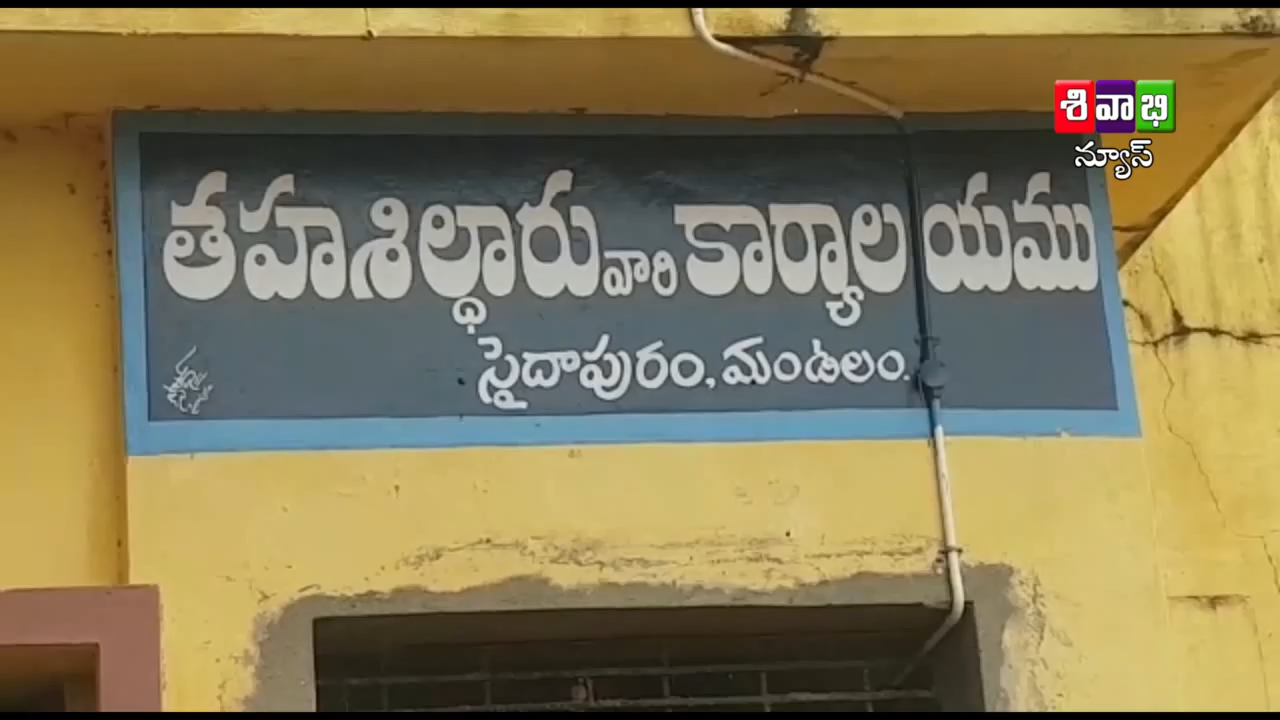 శివాభి
న్యూస్
తహశిల్ధారు వారి కార్యాలయము
సైదాపురం, మండలం.